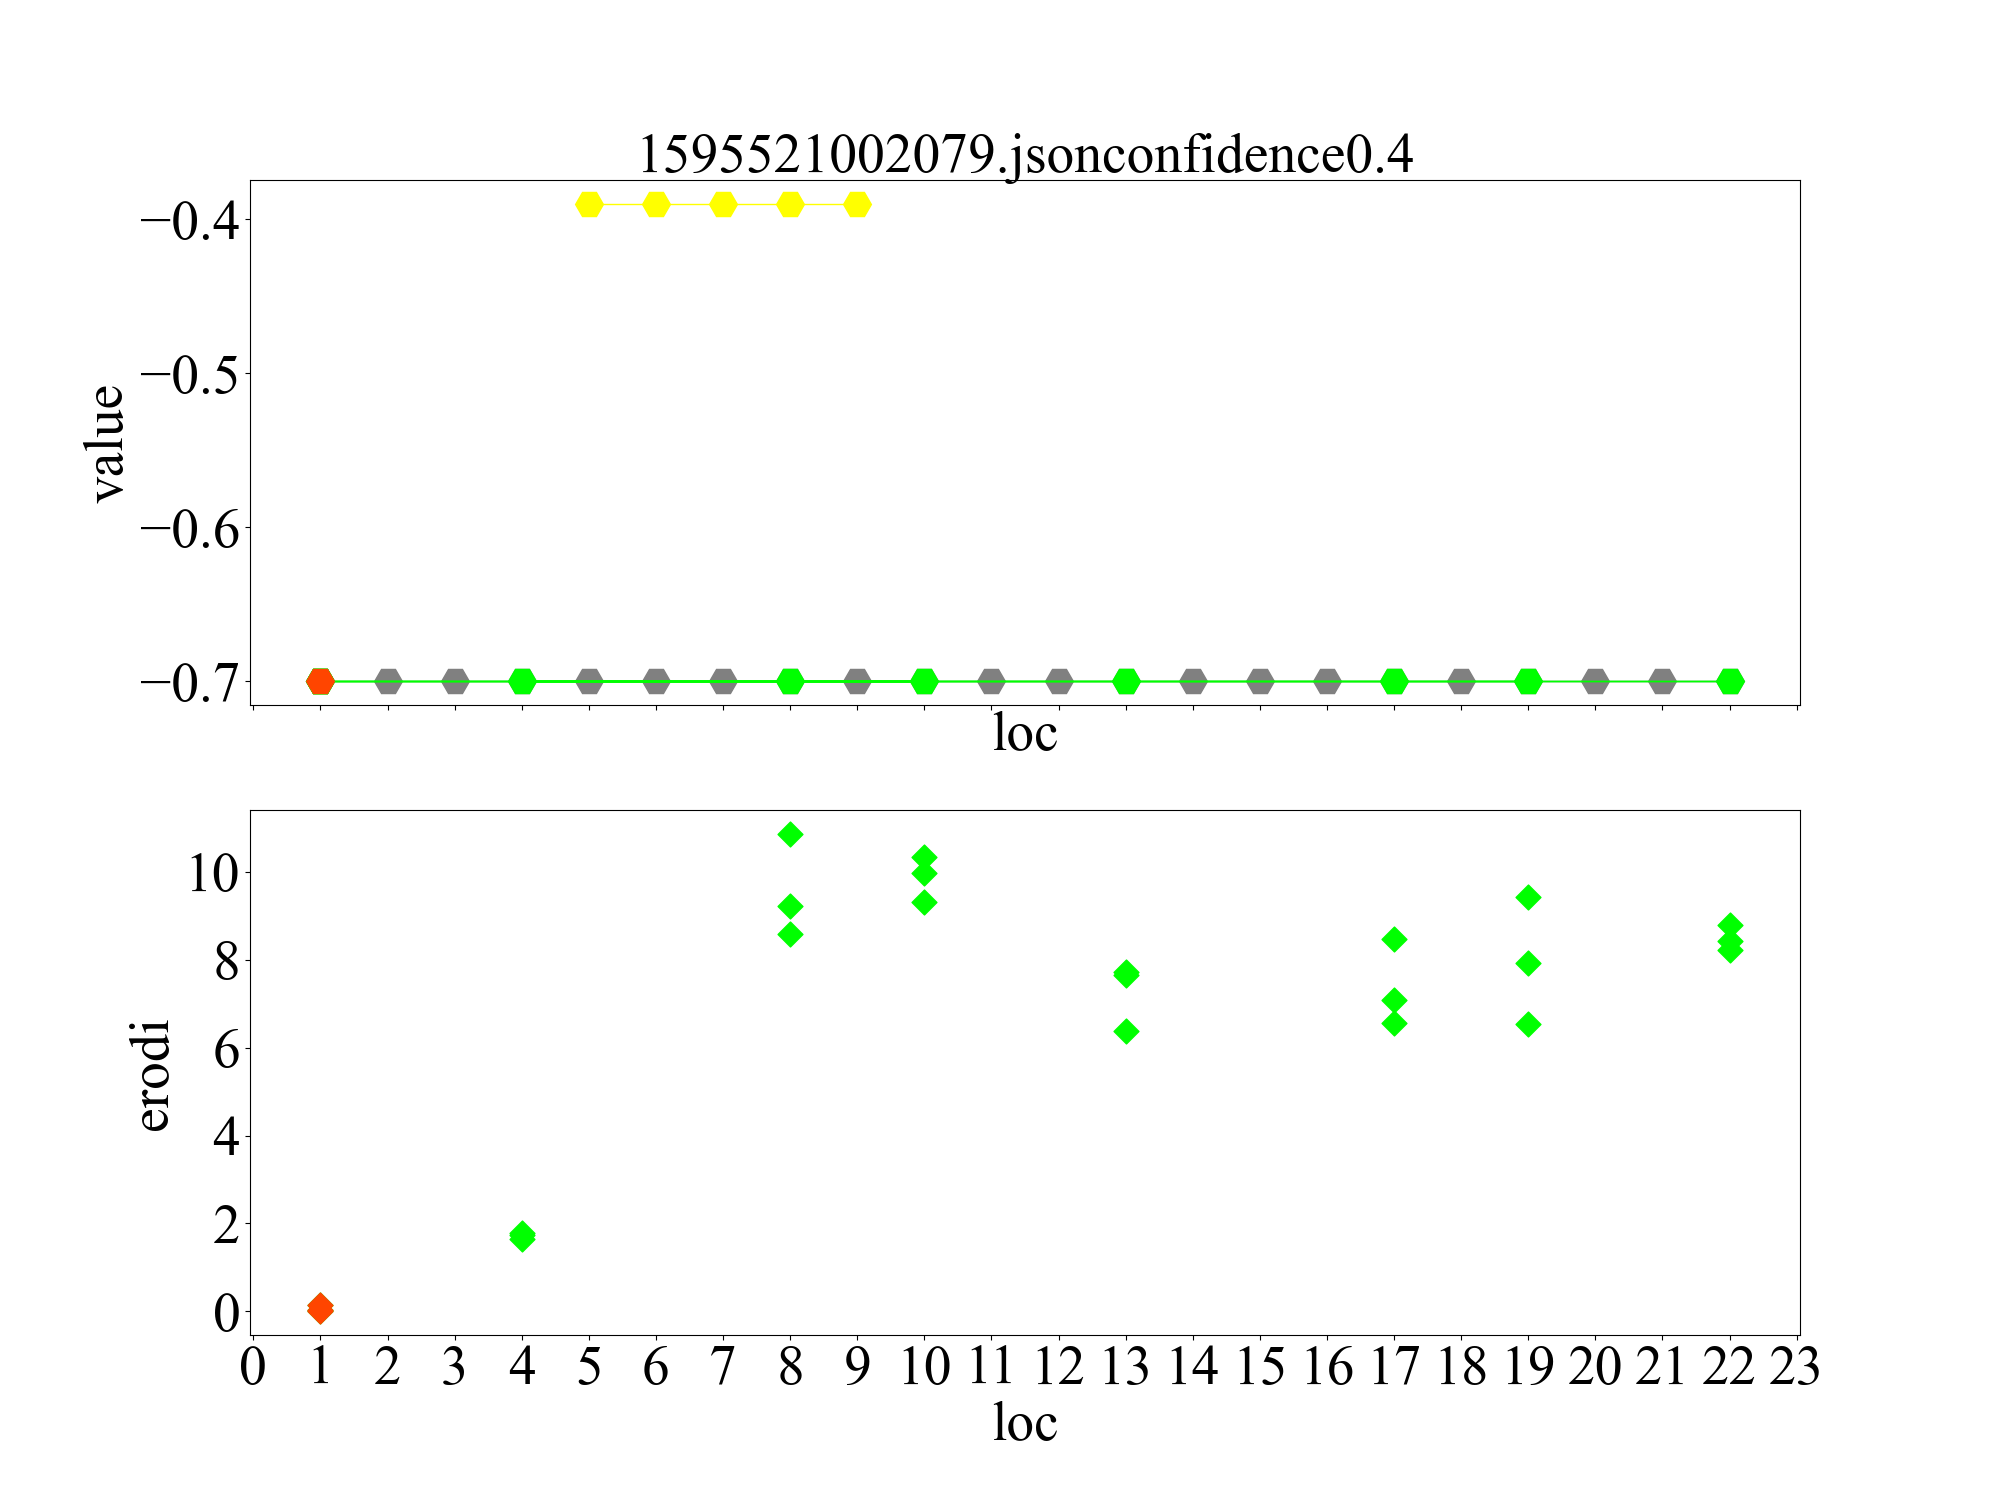 1595521002079.jsonconfidence0.4
−0.4
−0.5
−0.6
−0.7
value
loc
10
8
6
4
2
0
erodi
0 1 2 3 4 5 6 7 8 9 10 11 12 13 14 15 16 17 18 19 20 21 22 23
loc